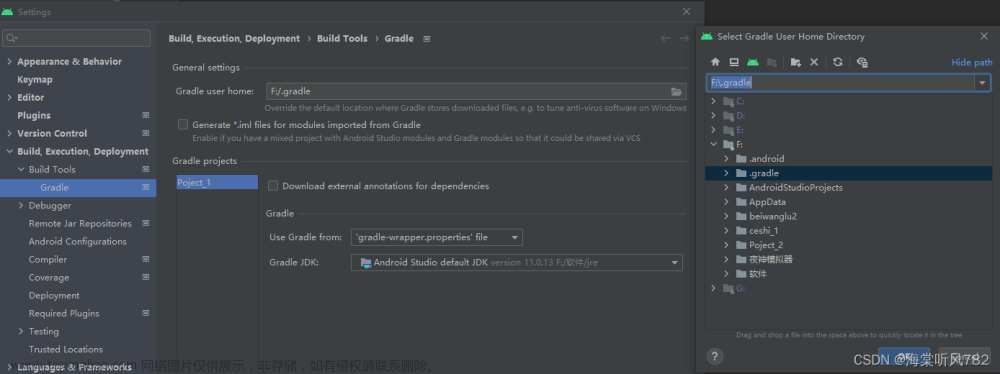 Settings
Appearance & Behavior
Keymap
Editor
Plugins
Version Control
Build, Execution, Deployment
Build Tools
Gradle
Debugger
Remote Jar Repositories
Android Configurations
Compiler
Coverage
Deployment
Required Plugins
Testing
Trusted Locations
Languages & Frameworks
Build, Execution, Deployment › Build Tools › Gradle
General settings
Gradle user home: F:/.gradle
Override the default location where Gradle stores downloaded files, e.g. to tune anti-virus software on Windows
Generate *.iml files for modules imported from Gradle
Enable if you have a mixed project with Android Studio modules and Gradle modules so that it could be shared via VCS
Gradle projects
Poject_1
Download external annotations for dependencies
Gradle
Use Gradle from: 'gradle-wrapper.properties' file
Gradle JDK: Android Studio default JDK version 11.0.13 F:/软件/jre
网络图片仅供展示，非存储，如有侵权请联系删除。
Select Gradle User Home Directory
Hide path
F:\.gradle
C:
D:
E:
F:
.android
.gradle
AndroidStudioProjects
AppData
beiwanglu2
ceshi_1
Poject_2
夜神模拟器
软件
G:
Drag and drop a file into the space above to quickly locate it in the tree
?
OK
CSDN @海棠听风782